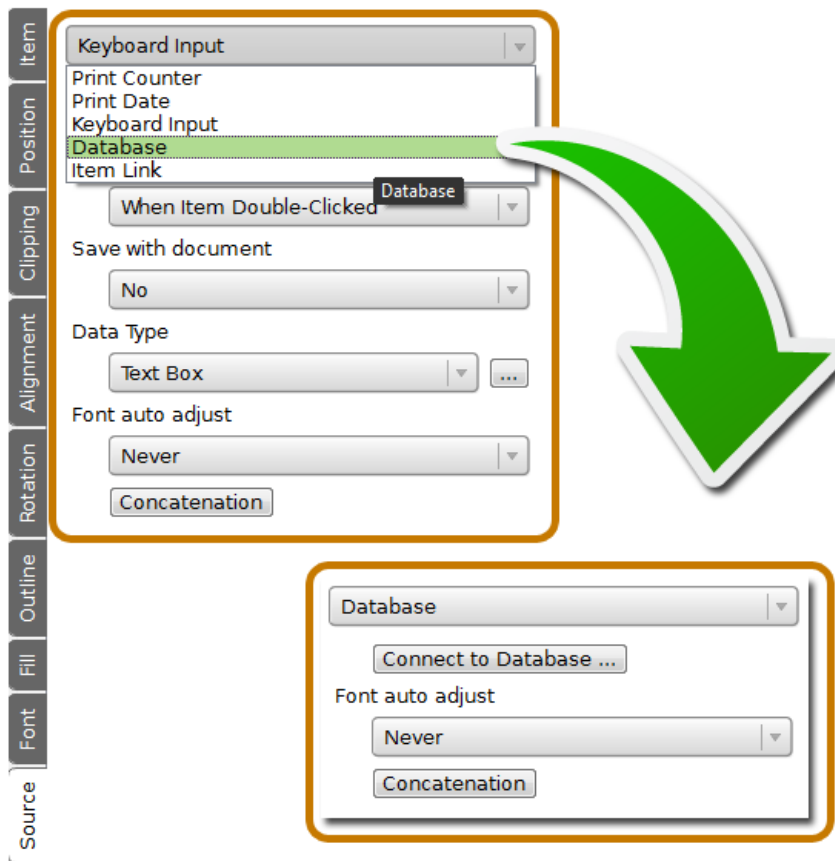 Item
Position
Clipping
Alignment
Rotation
Outline
Fill
Font
Source
Keyboard Input
Print Counter
Print Date
Keyboard Input
Database
Item Link
Database
When Item Double-Clicked
Save with document
No
Data Type
Text Box
...
Font auto adjust
Never
Concatenation
Database
Connect to Database ...
Font auto adjust
Never
Concatenation